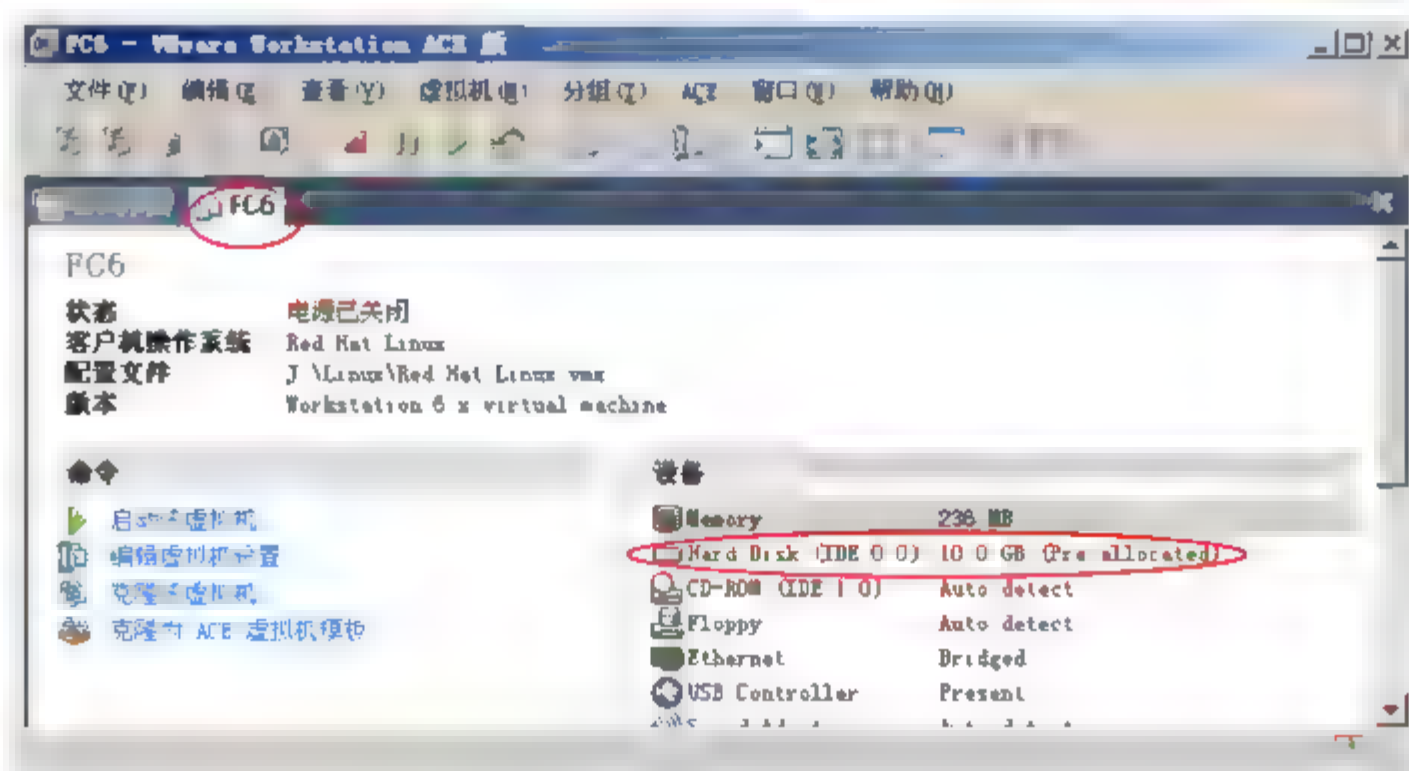 FC6 - VMware Workstation ACE 版
文件(F) 编辑(E 查看(V) 虚拟机(M) 分组(T) ACE 窗口(W) 帮助(H)
FC6
FC6
状态 电源已关闭
客户机操作系统 Red Hat Linux
配置文件 J \Linux\Red Hat Linux vmx
版本 Workstation 6 x virtual machine
命令 设备
启动 虚拟机 Memory 236 MB
编辑虚拟机设置 Hard Disk (IDE 0 0) 10 0 GB (Pre allocated)
克隆 虚拟机 CD-ROM (IDE 1 0) Auto detect
克隆为 ACE 虚拟机模板 Floppy Auto detect
Ethernet Bridged
USB Controller Present